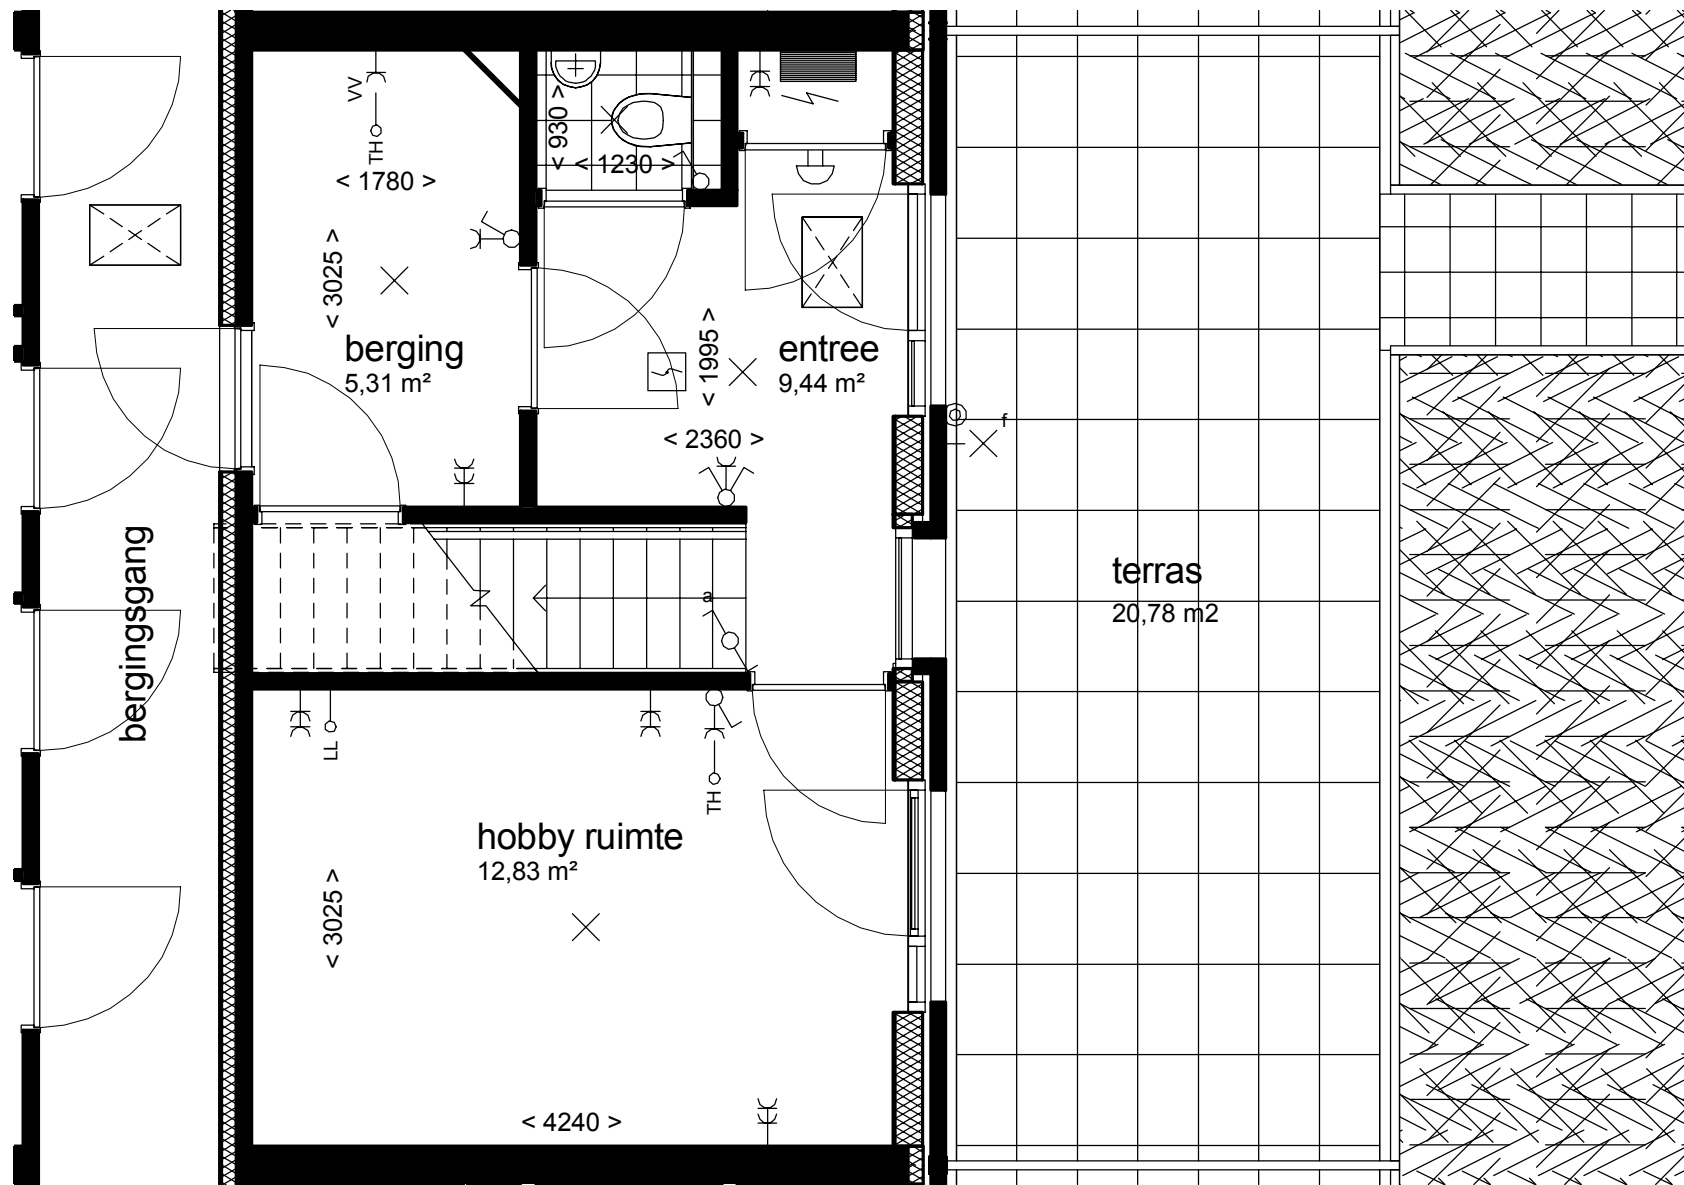 VV
TH
< 1780 >
< 930 >
< 1230 >
< 3025 >
berging
5,31 m²
< 1995 >
entree
9,44 m²
< 2360 >
f
bergingsgang
a
terras
20,78 m2
LL
TH
hobby ruimte
12,83 m²
< 3025 >
< 4240 >